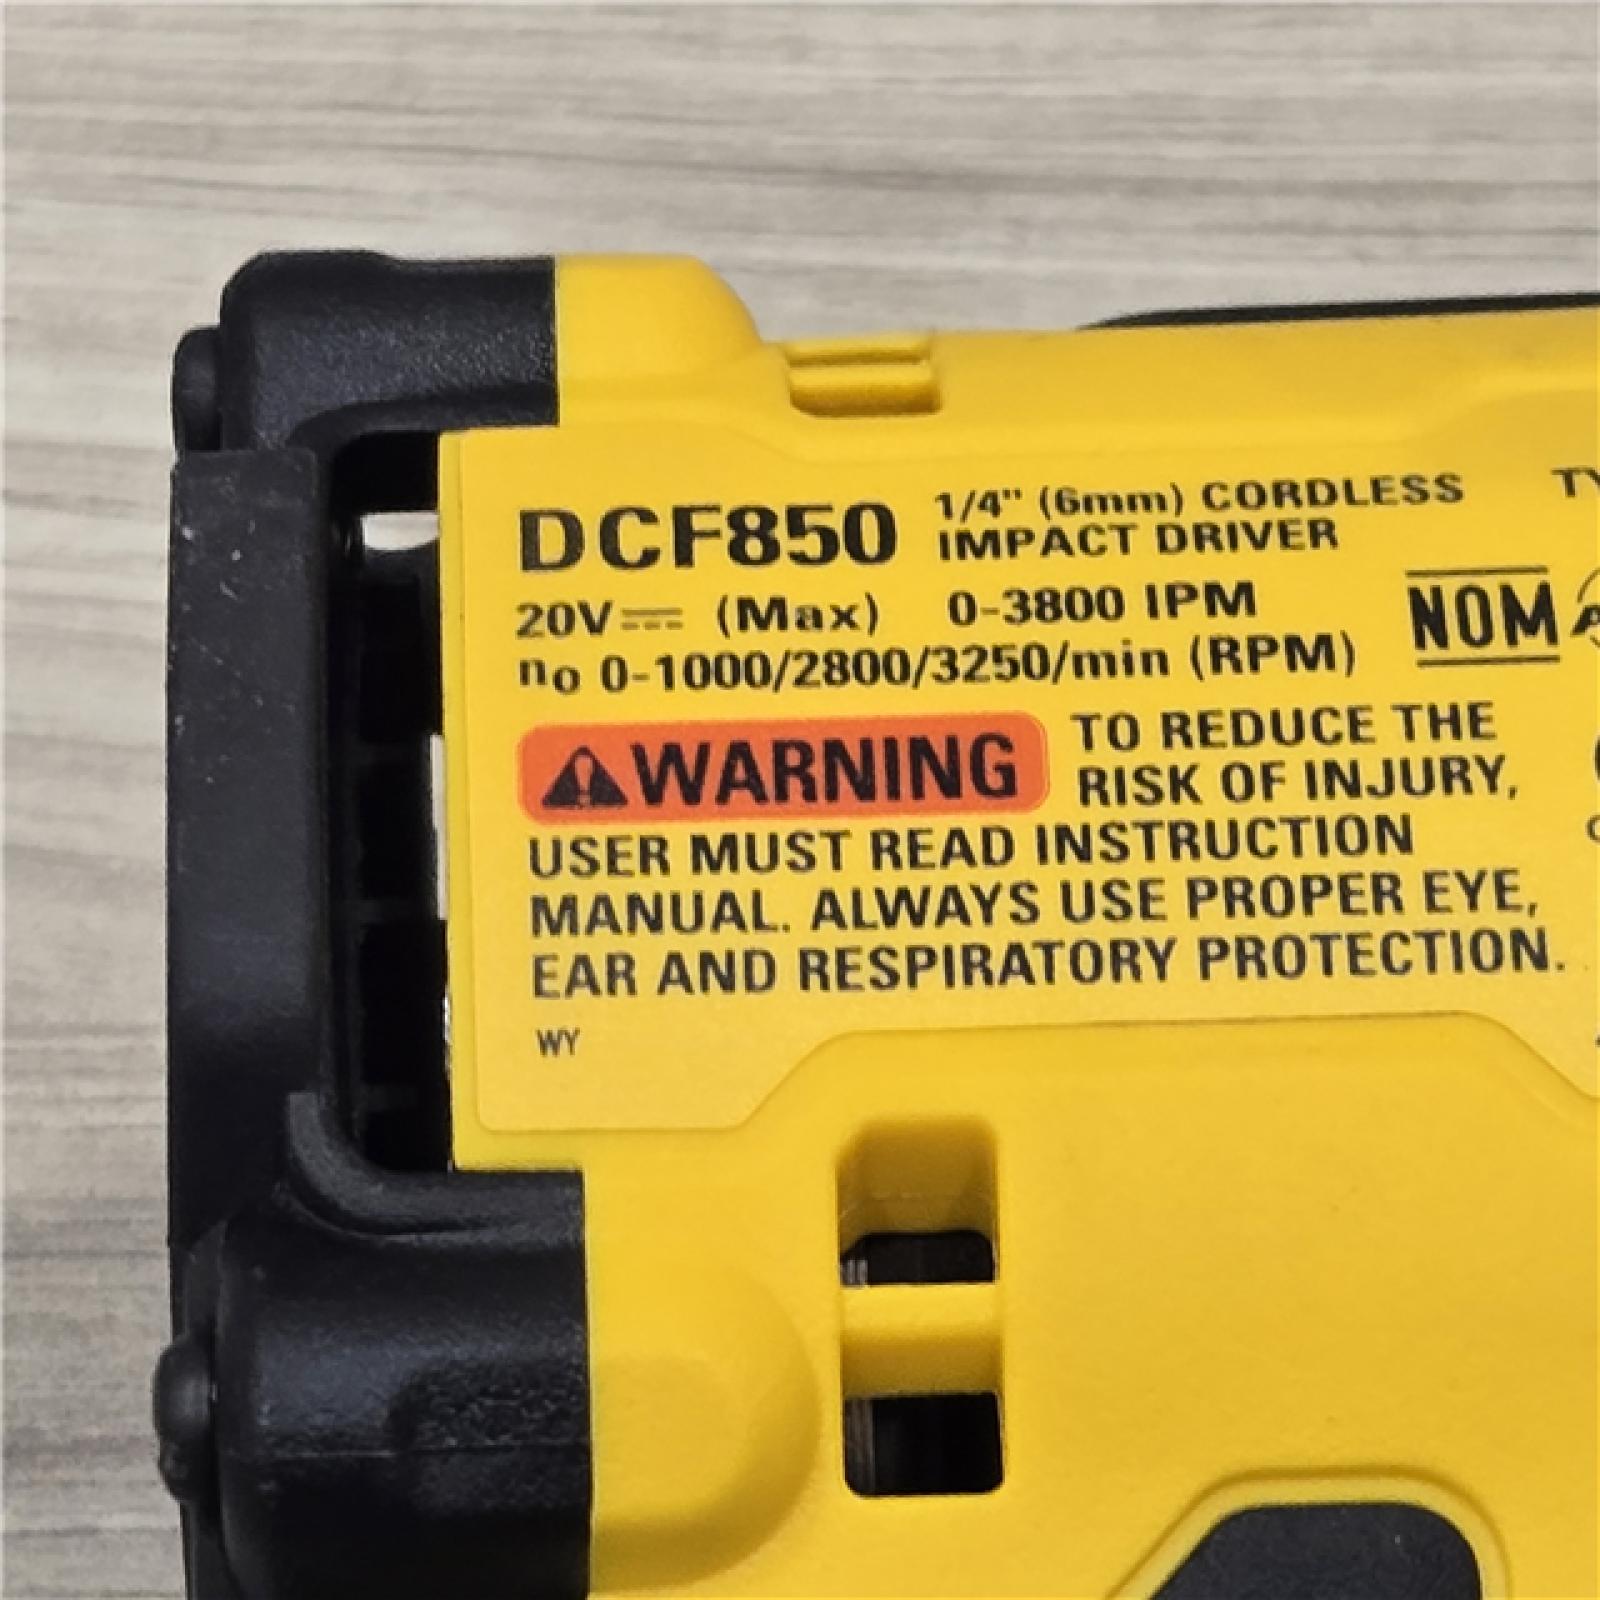 DCF850 1/4" (6mm) CORDLESS
IMPACT DRIVER
20V⎓ (Max) 0-3800 IPM
no 0-1000/2800/3250/min (RPM)
NOM
⚠WARNING TO REDUCE THE
RISK OF INJURY,
USER MUST READ INSTRUCTION
MANUAL. ALWAYS USE PROPER EYE,
EAR AND RESPIRATORY PROTECTION.
WY